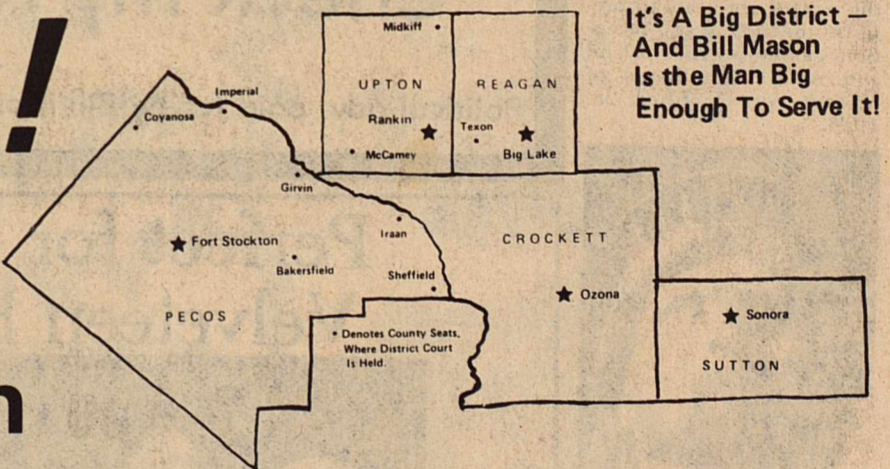 !
It's A Big District —
And Bill Mason
Is the Man Big
Enough To Serve It!
Midkiff
UPTON
REAGAN
Rankin
Texon
McCamey
Big Lake
Imperial
Coyanosa
Girvin
Iraan
Fort Stockton
Bakersfield
Sheffield
CROCKETT
Ozona
PECOS
• Denotes County Seats,
Where District Court
Is Held.
Sonora
SUTTON
n